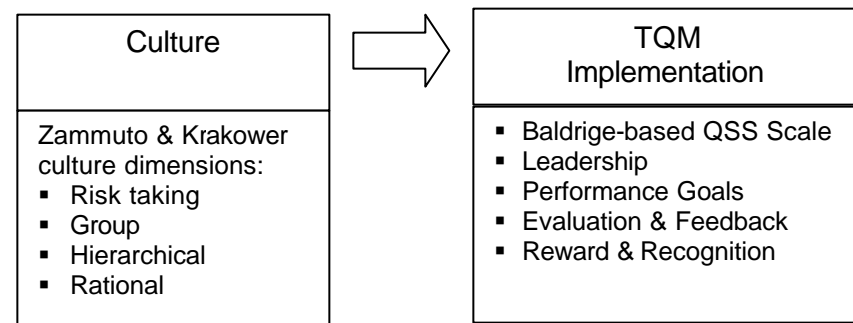 Culture
Zammuto & Krakower
culture dimensions:
▪ Risk taking
▪ Group
▪ Hierarchical
▪ Rational
TQM
Implementation
▪ Baldrige-based QSS Scale
▪ Leadership
▪ Performance Goals
▪ Evaluation & Feedback
▪ Reward & Recognition